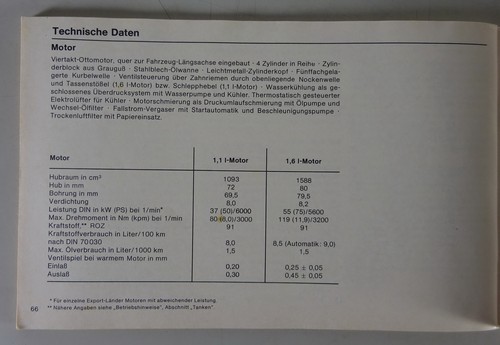 Technische Daten
Motor
Viertakt-Ottomotor, quer zur Fahrzeug-Längsachse eingebaut · 4 Zylinder in Reihe · Zylin-
derblock aus Grauguß · Stahlblech-Ölwanne · Leichtmetall-Zylinderkopf · Fünffachgela-
gerte Kurbelwelle · Ventilsteuerung über Zahnriemen durch obenliegende Nockenwelle
und Tassenstößel (1,6 l-Motor) bzw. Schlepphebel (1,1 l-Motor) · Wasserkühlung als ge-
schlossenes Überdrucksystem mit Wasserpumpe und Kühler. Thermostatisch gesteuerter
Elektrolüfter für Kühler · Motorschmierung als Druckumlaufschmierung mit Ölpumpe und
Wechsel-Ölfilter · Fallstrom-Vergaser mit Startautomatik und Beschleunigungspumpe ·
Trockenluftfilter mit Papiereinsatz.
Motor 1,1 l-Motor 1,6 l-Motor
Hubraum in cm³ 1093 1588
Hub in mm 72 80
Bohrung in mm 69,5 79,5
Verdichtung 8,0 8,2
Leistung DIN in kW (PS) bei 1/min* 37 (50)/6000 55 (75)/5600
Max. Drehmoment in Nm (kpm) bei 1/min 80 (8,0)/3000 119 (11,9)/3200
Kraftstoff,** ROZ 91 91
Kraftstoffverbrauch in Liter/100 km
nach DIN 70030 8,0 8,5 (Automatik: 9,0)
Max. Ölverbrauch in Liter/1000 km 1,5 1,5
Ventilspiel bei warmem Motor in mm
Einlaß 0,20 0,25 ± 0,05
Auslaß 0,30 0,45 ± 0,05
* Für einzelne Export-Länder Motoren mit abweichender Leistung.
** Nähere Angaben siehe „Betriebshinweise", Abschnitt „Tanken".
66